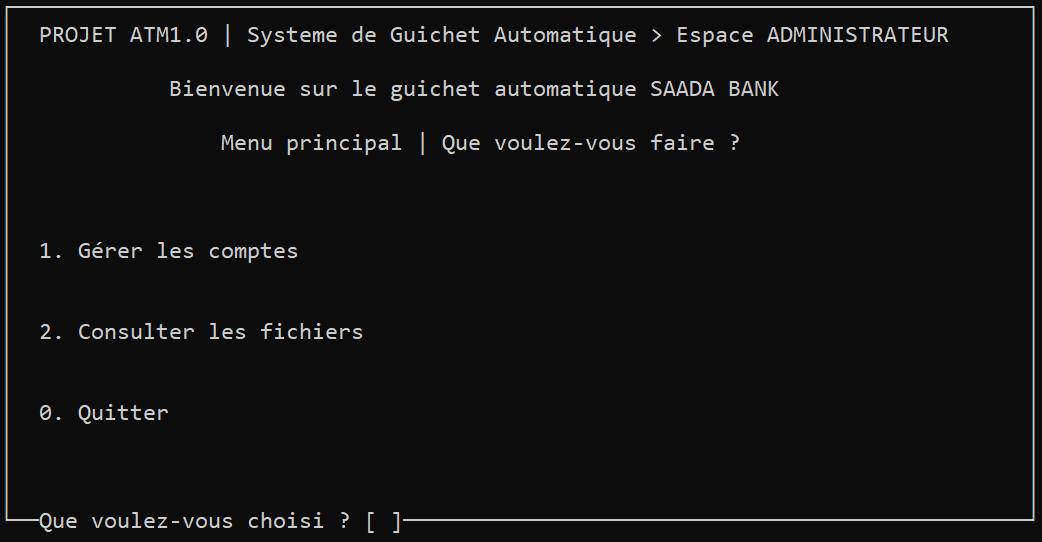 PROJET ATM1.0 | Systeme de Guichet Automatique > Espace ADMINISTRATEUR
Bienvenue sur le guichet automatique SAADA BANK
Menu principal | Que voulez-vous faire ?
1. Gérer les comptes
2. Consulter les fichiers
0. Quitter
Que voulez-vous choisi ? [ ]